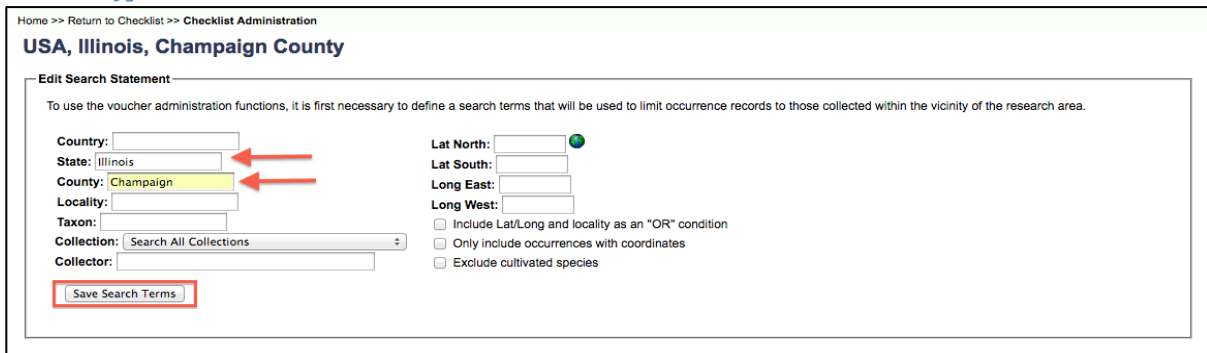 Home >> Return to Checklist >> Checklist Administration
USA, Illinois, Champaign County
Edit Search Statement
To use the voucher administration functions, it is first necessary to define a search terms that will be used to limit occurrence records to those collected within the vicinity of the research area.
Country:
State: Illinois
County: Champaign
Locality:
Taxon:
Collection: Search All Collections
Collector:
Save Search Terms
Lat North:
Lat South:
Long East:
Long West:
Include Lat/Long and locality as an "OR" condition
Only include occurrences with coordinates
Exclude cultivated species